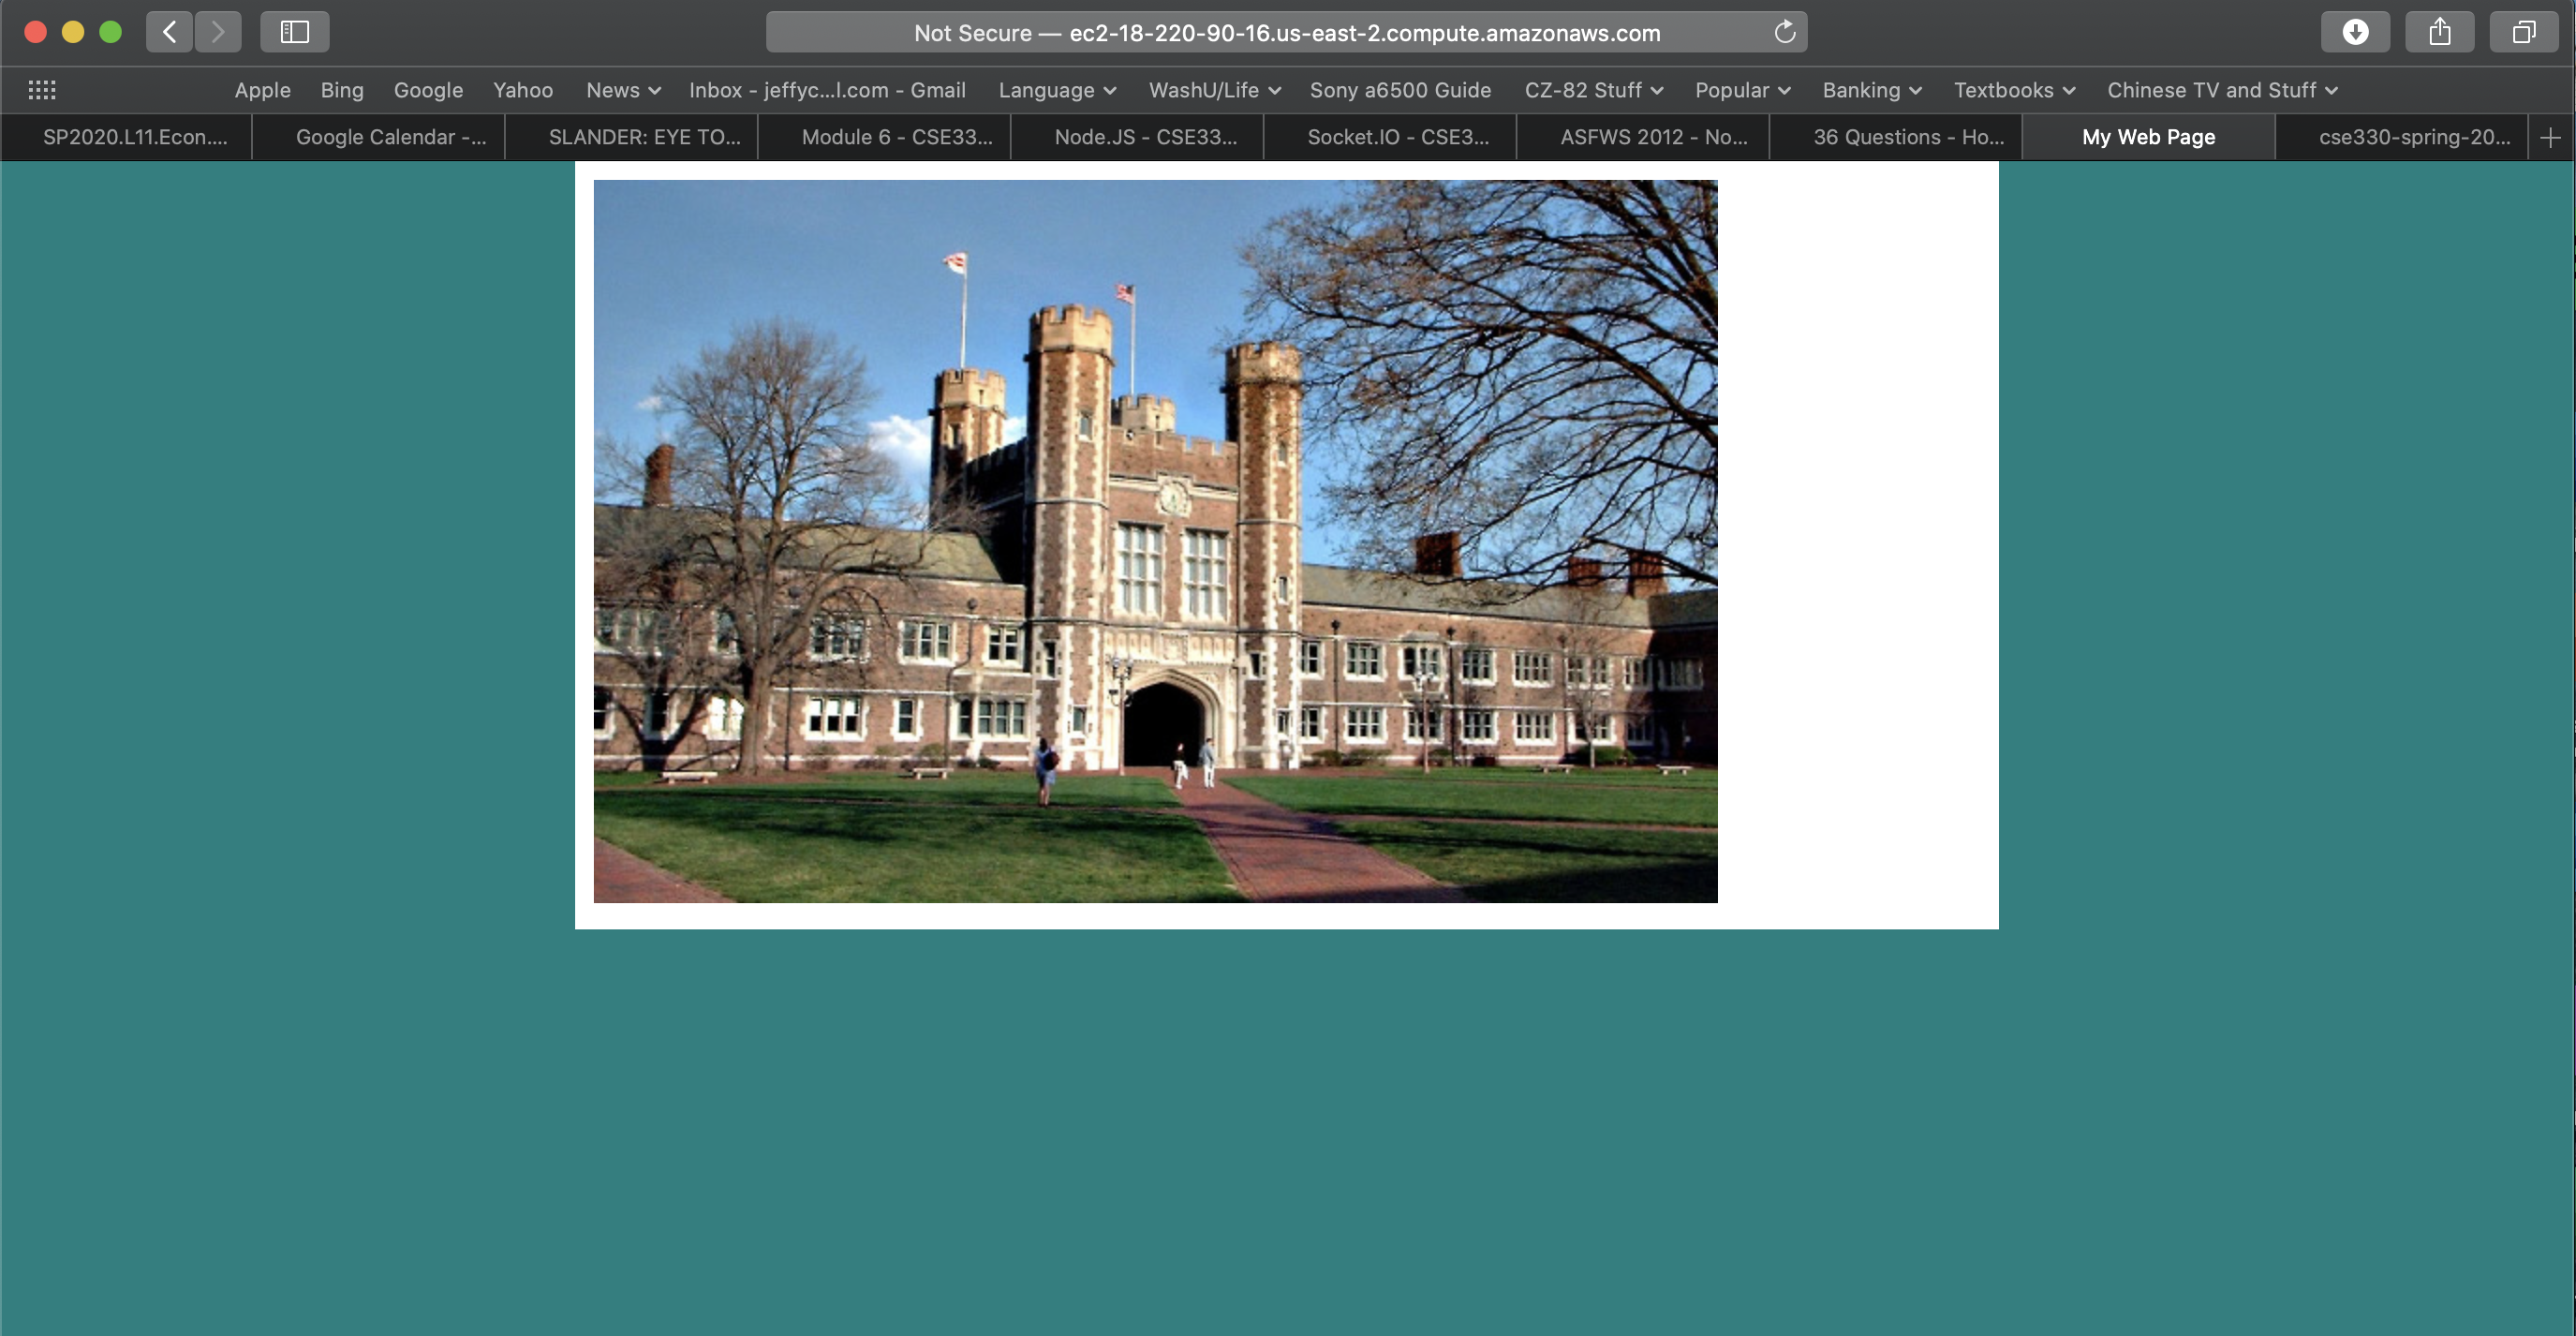 Not Secure — ec2-18-220-90-16.us-east-2.compute.amazonaws.com
Apple Bing Google Yahoo News Inbox - jeffyc...l.com - Gmail Language WashU/Life Sony a6500 Guide CZ-82 Stuff Popular Banking Textbooks Chinese TV and Stuff
SP2020.L11.Econ.... Google Calendar -... SLANDER: EYE TO... Module 6 - CSE33... Node.JS - CSE33... Socket.IO - CSE3... ASFWS 2012 - No... 36 Questions - Ho... My Web Page cse330-spring-20...